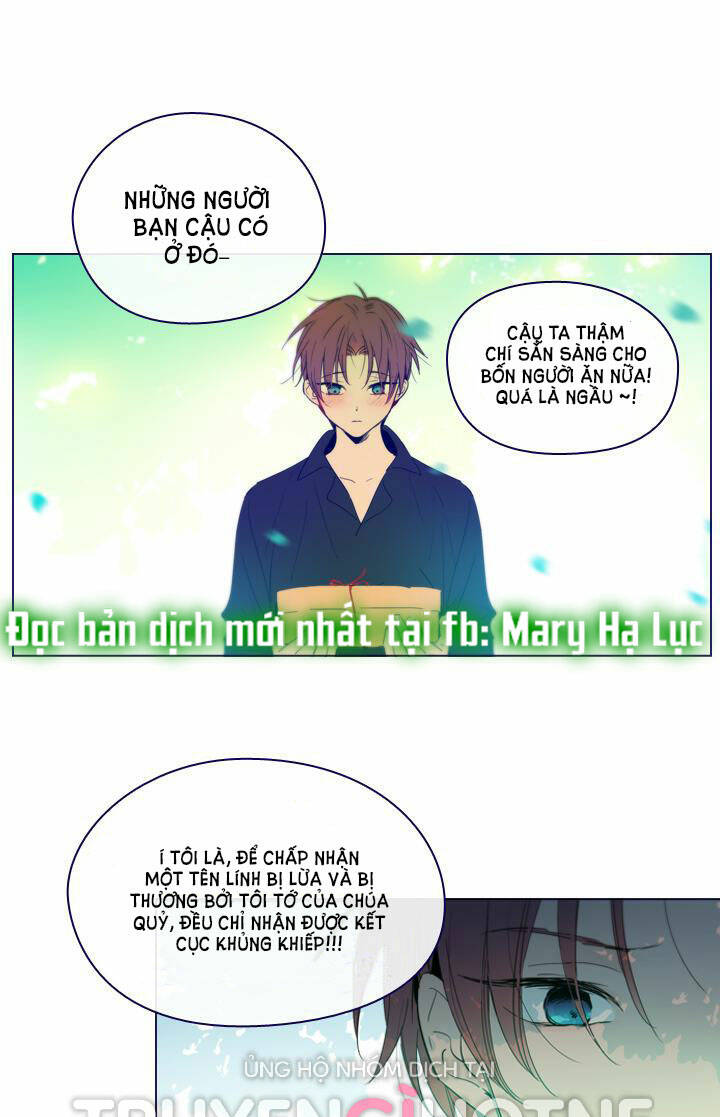 NHỮNG NGƯỜI
BẠN CẬU CÓ
Ở ĐÓ–
CẬU TA THẬM
CHÍ SẴN SÀNG CHO
BỐN NGƯỜI ĂN NỮA!
QUÁ LÀ NGẦU ~!
Đọc bản dịch mới nhất tại fb: Mary Hạ Lục
Í TÔI LÀ, ĐỂ CHẤP NHẬN
MỘT TÊN LÍNH BỊ LỪA VÀ BỊ
THƯƠNG BỞI TÔI TỚ CỦA CHÚA
QUỶ, ĐỀU CHỈ NHẬN ĐƯỢC KẾT
CỤC KHỦNG KHIẾP!!!
ỦNG HỘ NHÓM DỊCH TẠI
TRUYENGIHOTNE